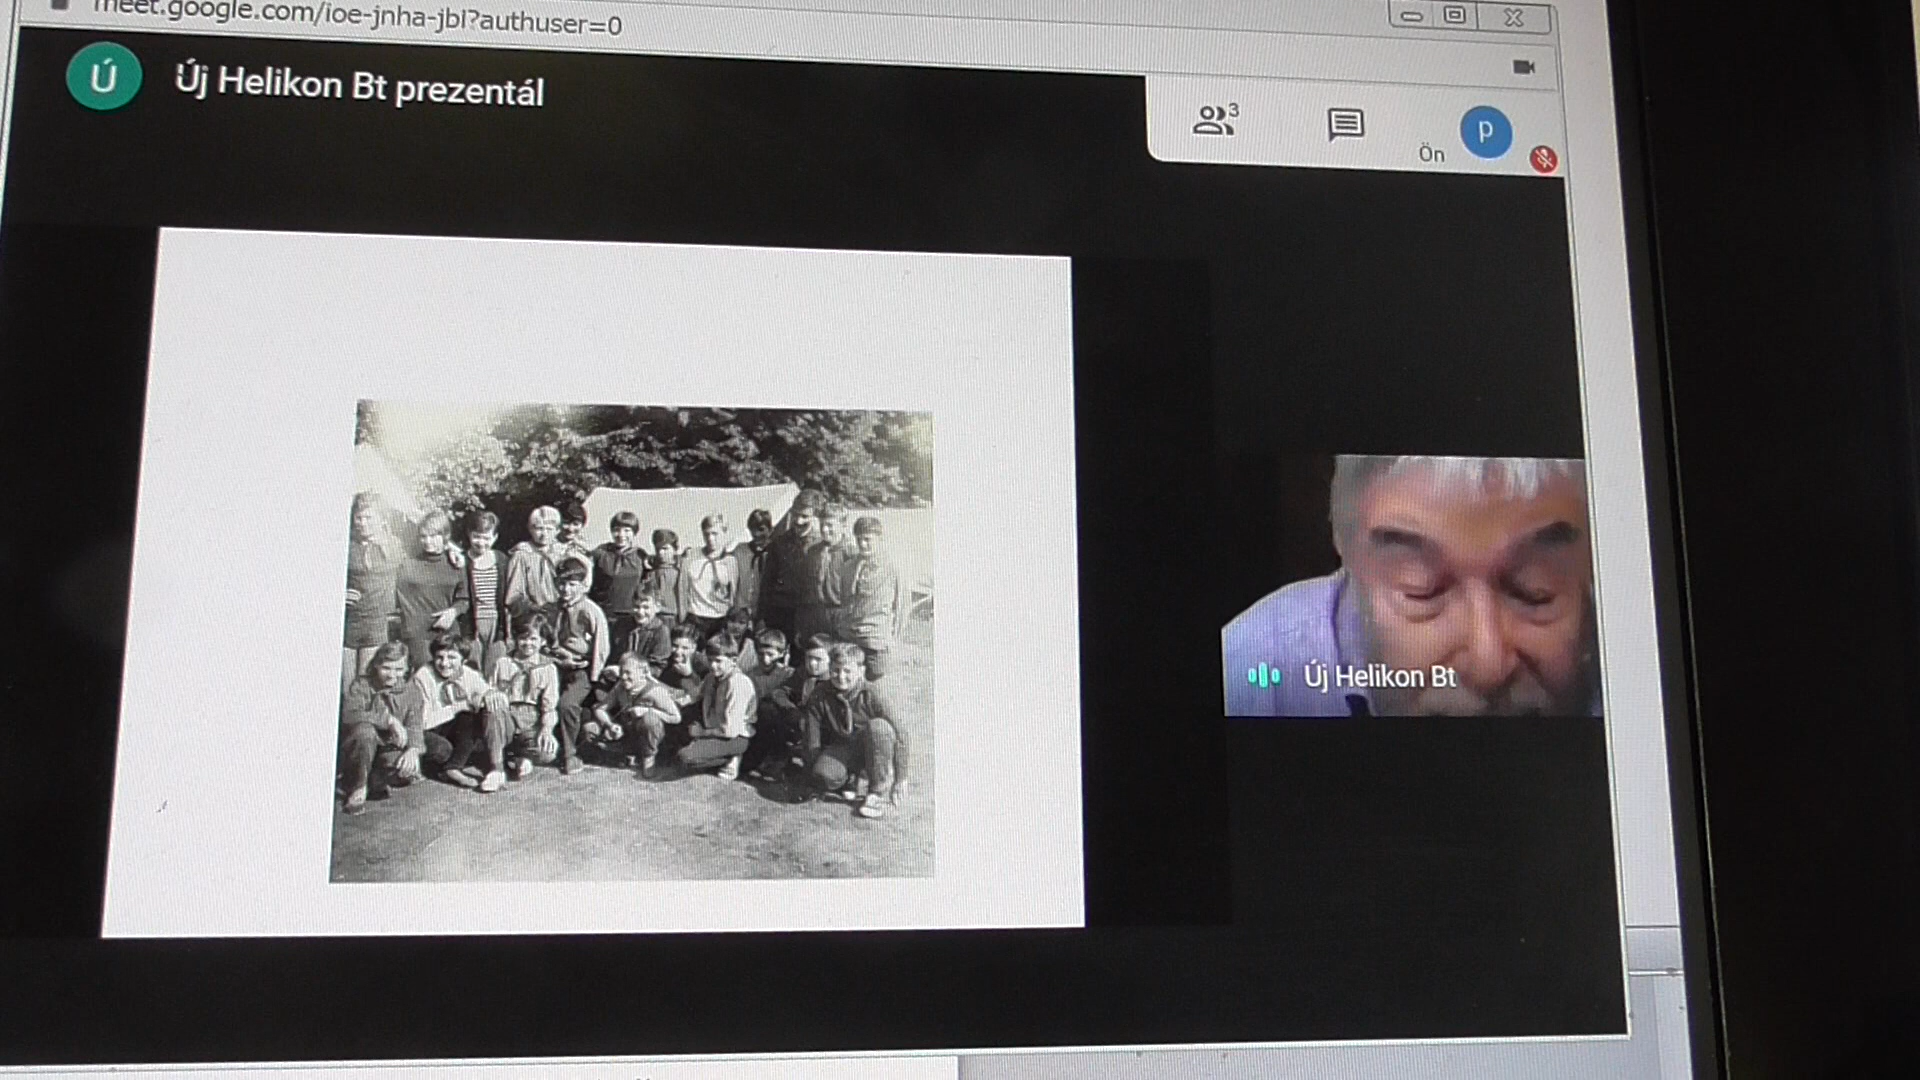 meet.google.com/ioe-jnha-jbl?authuser=0
Ú
Új Helikon Bt prezentál
3
Ön
p
Új Helikon Bt